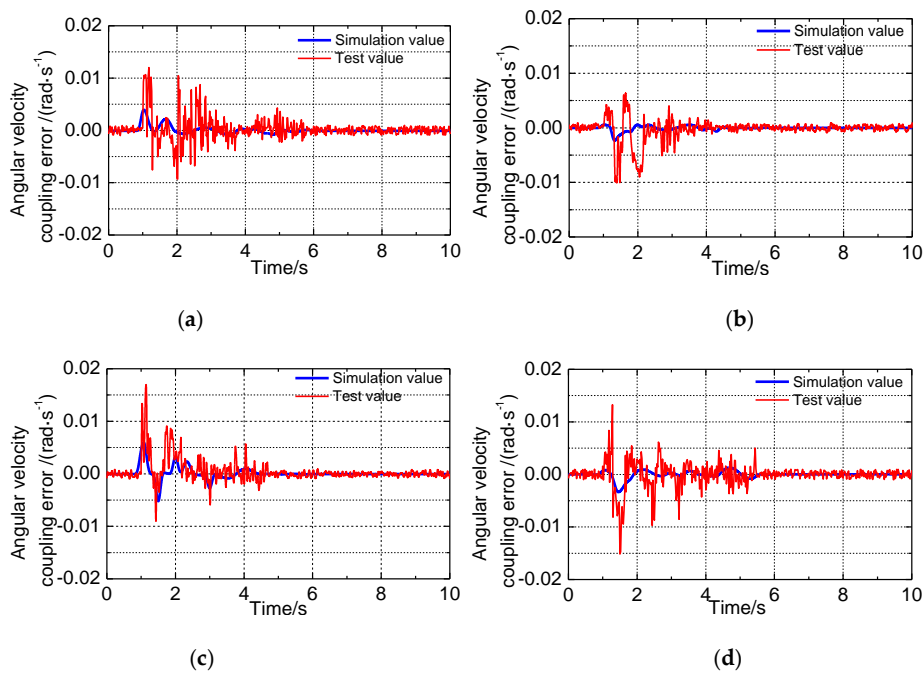 0.02
0.01
0.00
-0.01
-0.02
Angular velocity
coupling error /(rad·s⁻¹)
Simulation value
Test value
0 2 4 6 8 10
Time/s
(a)
0.02
0.01
0.00
-0.01
-0.02
Angular velocity
coupling error /(rad·s⁻¹)
Simulation value
Test value
0 2 4 6 8 10
Time/s
(b)
0.02
0.01
0.00
-0.01
-0.02
Angular velocity
coupling error /(rad·s⁻¹)
Simulation value
Test value
0 2 4 6 8 10
Time/s
(c)
0.02
0.01
0.00
-0.01
-0.02
Angular velocity
coupling error /(rad·s⁻¹)
Simulation value
Test value
0 2 4 6 8 10
Time/s
(d)